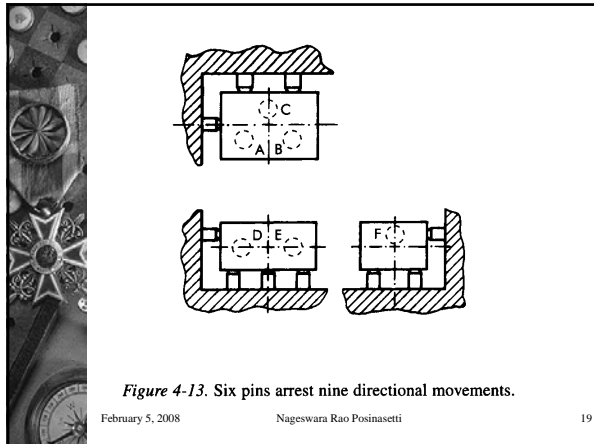 C
A B
D E
F
Figure 4-13. Six pins arrest nine directional movements.
February 5, 2008 Nageswara Rao Posinasetti 19